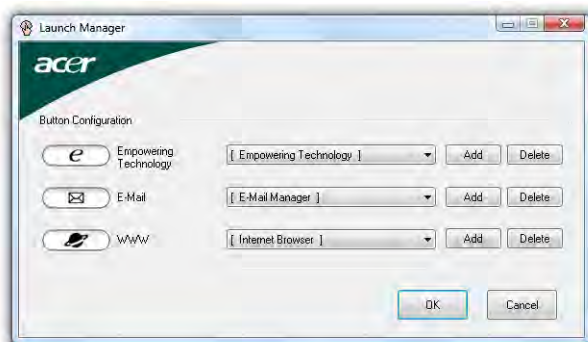 Launch Manager
acer
Button Configuration
e Empowering Technology [ Empowering Technology ] Add Delete
E-Mail [ E-Mail Manager ] Add Delete
WWW [ Internet Browser ] Add Delete
OK Cancel